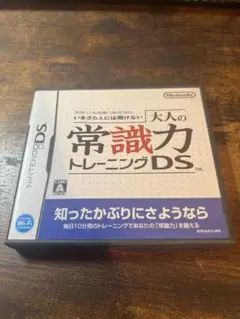 Nintendo
いまさら人には聞けない
大人の
常識力
トレーニングDS
TM
NINTENDO DS
A
Wi-Fi
知ったかぶりにさようなら
毎日10分間のトレーニングであなたの「常識力」を鍛える